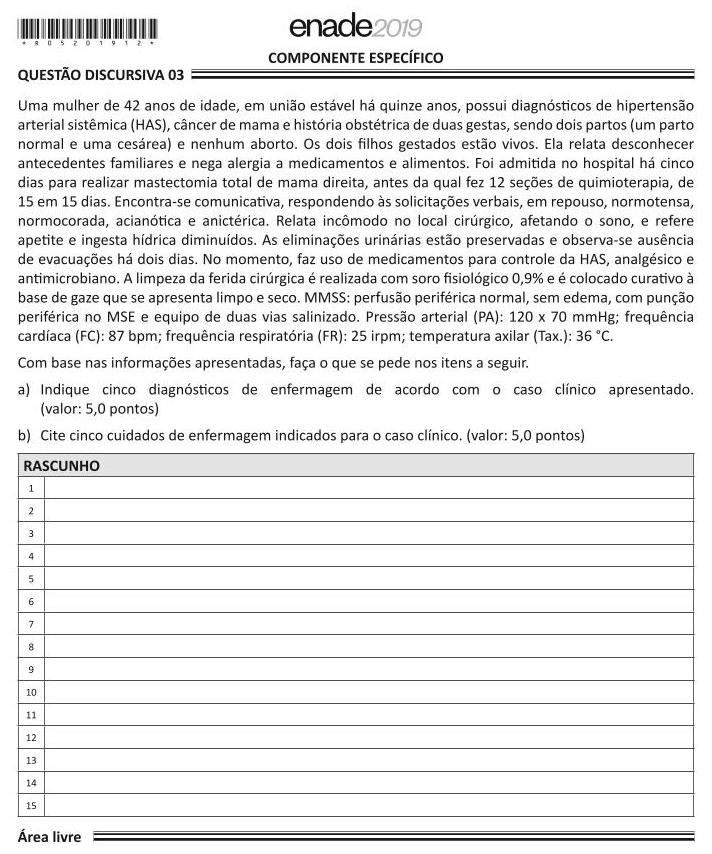 enade2019
*R0520191 2*
COMPONENTE ESPECÍFICO
QUESTÃO DISCURSIVA 03
Uma mulher de 42 anos de idade, em união estável há quinze anos, possui diagnósticos de hipertensão
arterial sistêmica (HAS), câncer de mama e história obstétrica de duas gestas, sendo dois partos (um parto
normal e uma cesárea) e nenhum aborto. Os dois filhos gestados estão vivos. Ela relata desconhecer
antecedentes familiares e nega alergia a medicamentos e alimentos. Foi admitida no hospital há cinco
dias para realizar mastectomia total de mama direita, antes da qual fez 12 seções de quimioterapia, de
15 em 15 dias. Encontra-se comunicativa, respondendo às solicitações verbais, em repouso, normotensa,
normocorada, acianótica e anictérica. Relata incômodo no local cirúrgico, afetando o sono, e refere
apetite e ingesta hídrica diminuídos. As eliminações urinárias estão preservadas e observa-se ausência
de evacuações há dois dias. No momento, faz uso de medicamentos para controle da HAS, analgésico e
antimicrobiano. A limpeza da ferida cirúrgica é realizada com soro fisiológico 0,9% e é colocado curativo à
base de gaze que se apresenta limpo e seco. MMSS: perfusão periférica normal, sem edema, com punção
periférica no MSE e equipo de duas vias salinizado. Pressão arterial (PA): 120 x 70 mmHg; frequência
cardíaca (FC): 87 bpm; frequência respiratória (FR): 25 irpm; temperatura axilar (Tax.): 36 °C.
Com base nas informações apresentadas, faça o que se pede nos itens a seguir.
a) Indique cinco diagnósticos de enfermagem de acordo com o caso clínico apresentado.
(valor: 5,0 pontos)
b) Cite cinco cuidados de enfermagem indicados para o caso clínico. (valor: 5,0 pontos)
RASCUNHO
1
2
3
4
5
6
7
8
9
10
11
12
13
14
15
Área livre